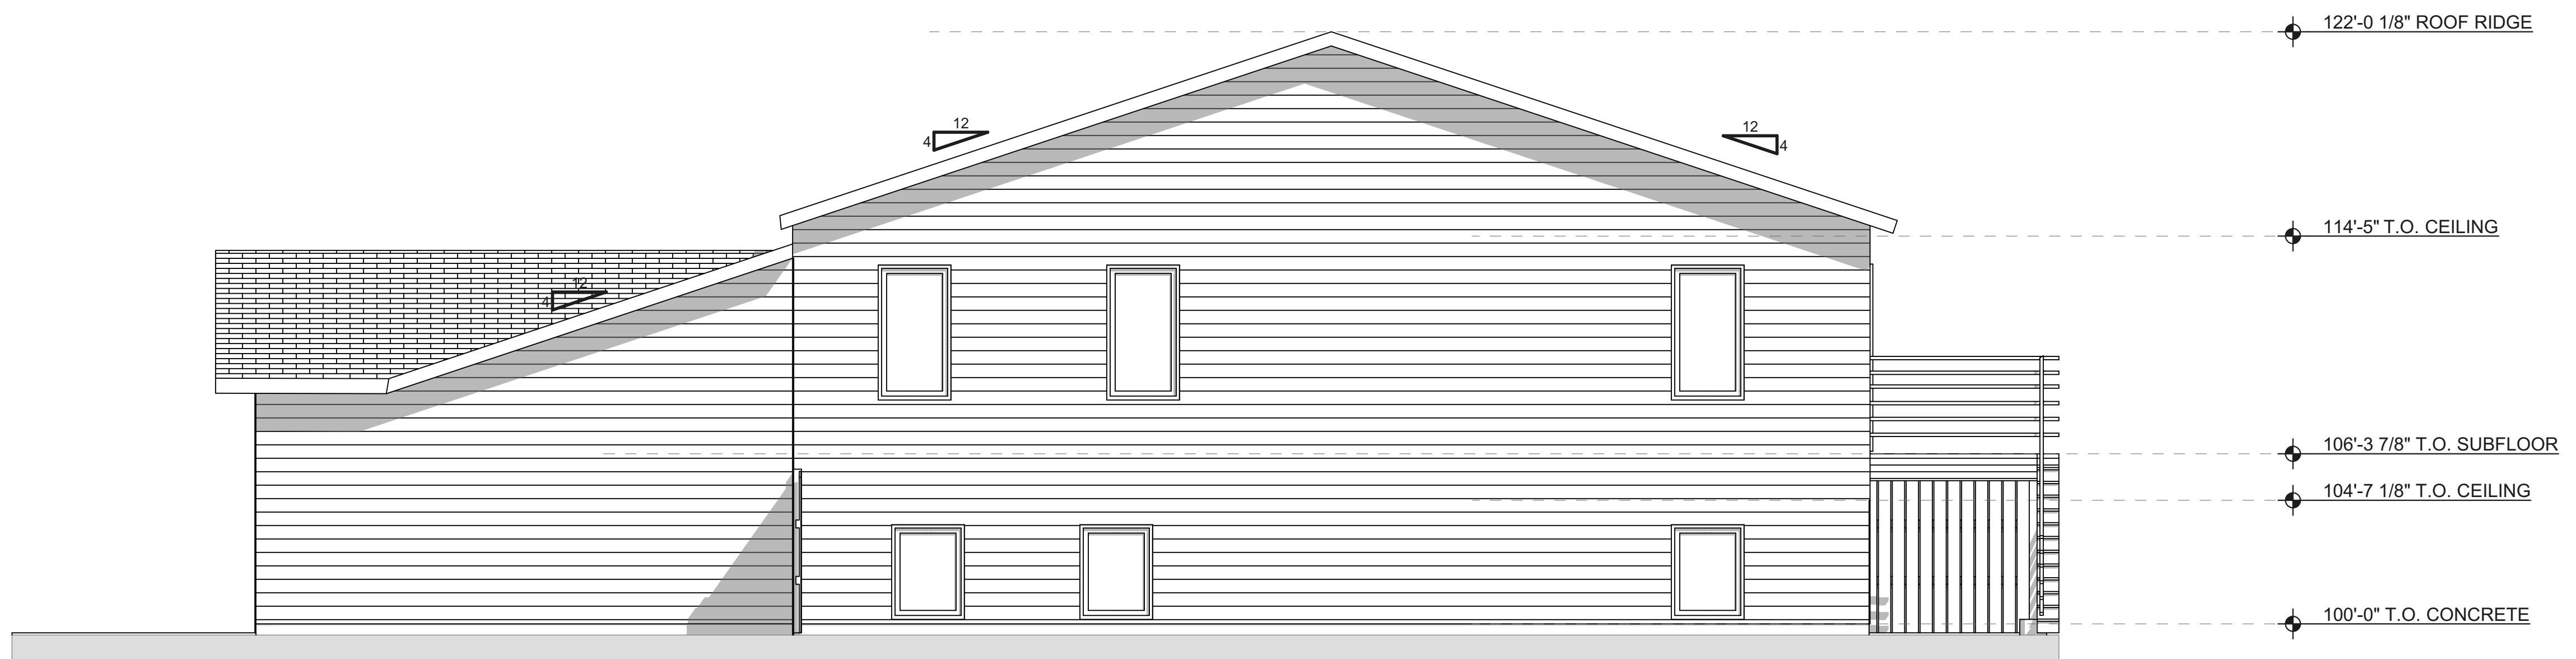 122'-0 1/8" ROOF RIDGE
12
4
12
4
114'-5" T.O. CEILING
12
4
106'-3 7/8" T.O. SUBFLOOR
104'-7 1/8" T.O. CEILING
100'-0" T.O. CONCRETE